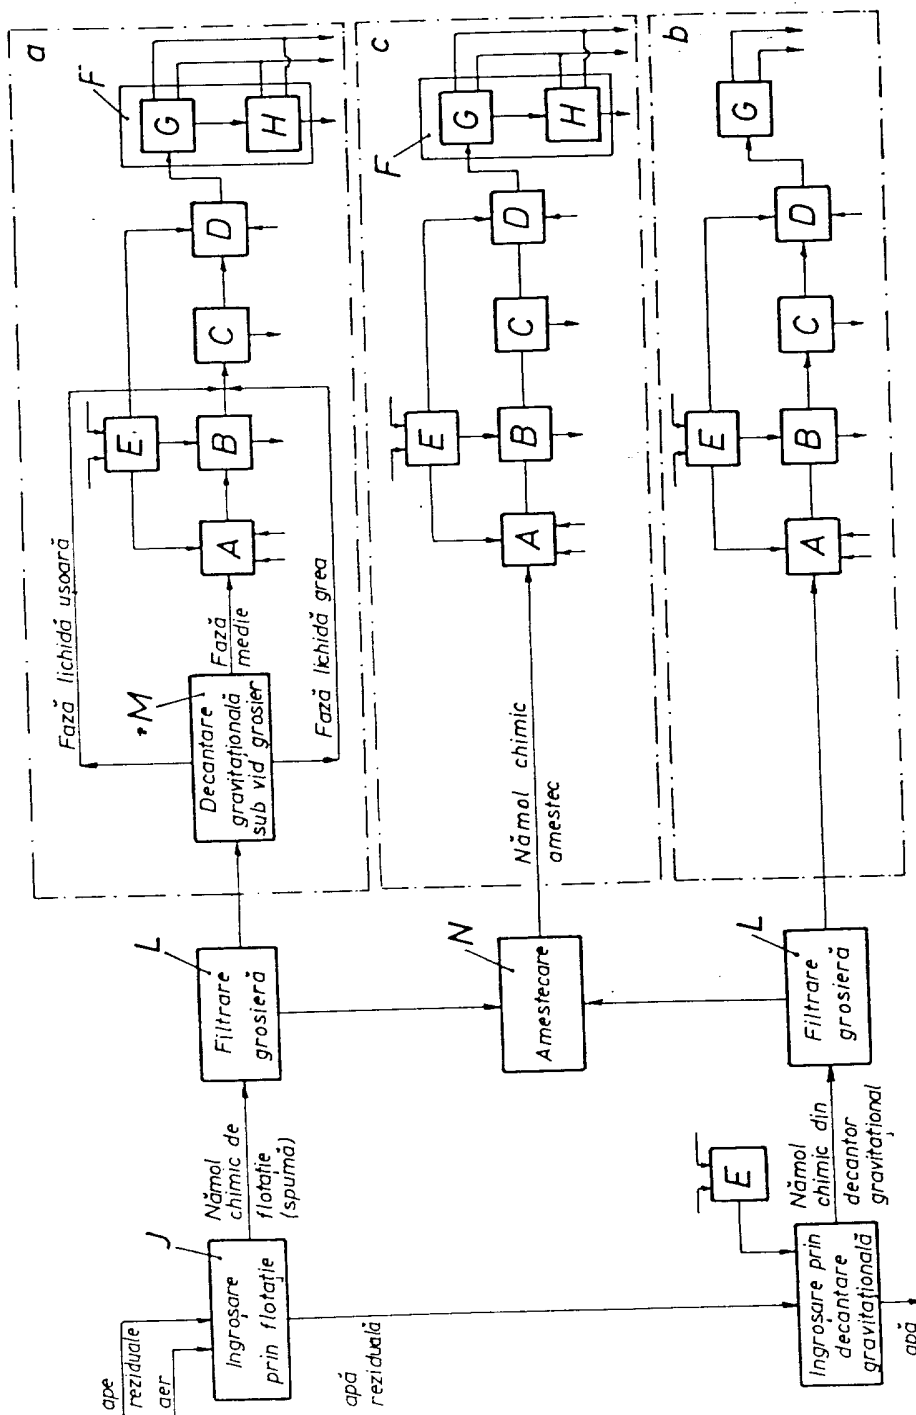 ape
reziduale
aer
Ingroșare
prin flotație
J
Nămol
chimic de
flotație
(spumă)
Filtrare
grosieră
L
Decantare
gravitațională
sub vid grosier
M
Fază lichidă ușoară
Fază
medie
Fază lichidă grea
A
B
C
D
E
F
G
H
a
apă
reziduală
Amestecare
N
Nămol chimic
amestec
A
B
C
D
E
F
G
H
c
Ingroșare prin
decantare
gravitațională
apă
E
Nămol
chimic din
decantor
gravitațional
Filtrare
grosieră
L
A
B
C
D
E
G
b